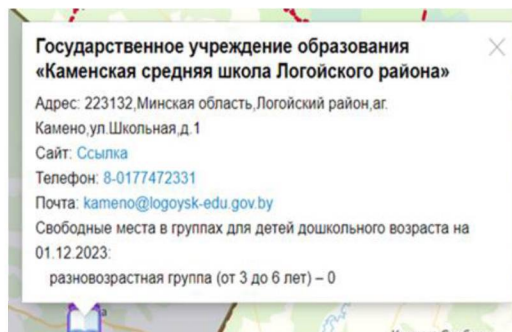 Государственное учреждение образования
«Каменская средняя школа Логойского района»
Адрес: 223132,Минская область,Логойский район,аг.
Камено,ул.Школьная,д.1
Сайт: Ссылка
Телефон: 8-0177472331
Почта: kameno@logoysk-edu.gov.by
Свободные места в группах для детей дошкольного возраста на
01.12.2023:
разновозрастная группа (от 3 до 6 лет) – 0